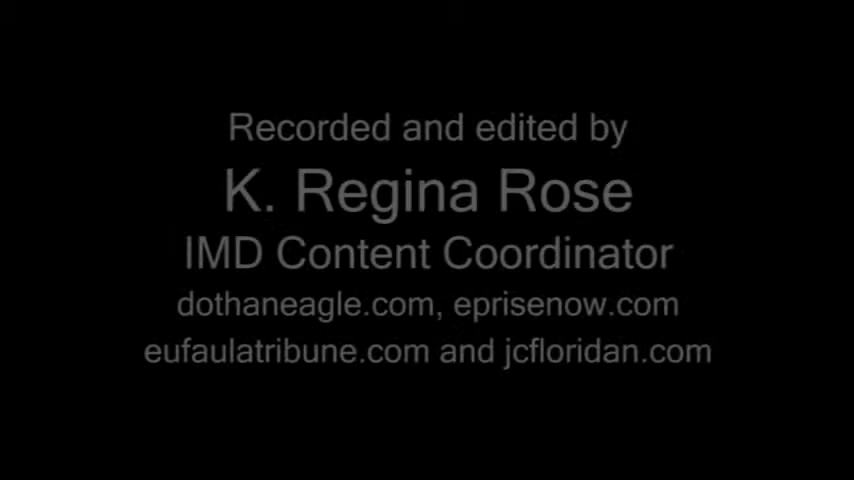 Recorded and edited by
K. Regina Rose
IMD Content Coordinator
dothaneagle.com, eprisenow.com
eufaulatribune.com and jcfloridan.com